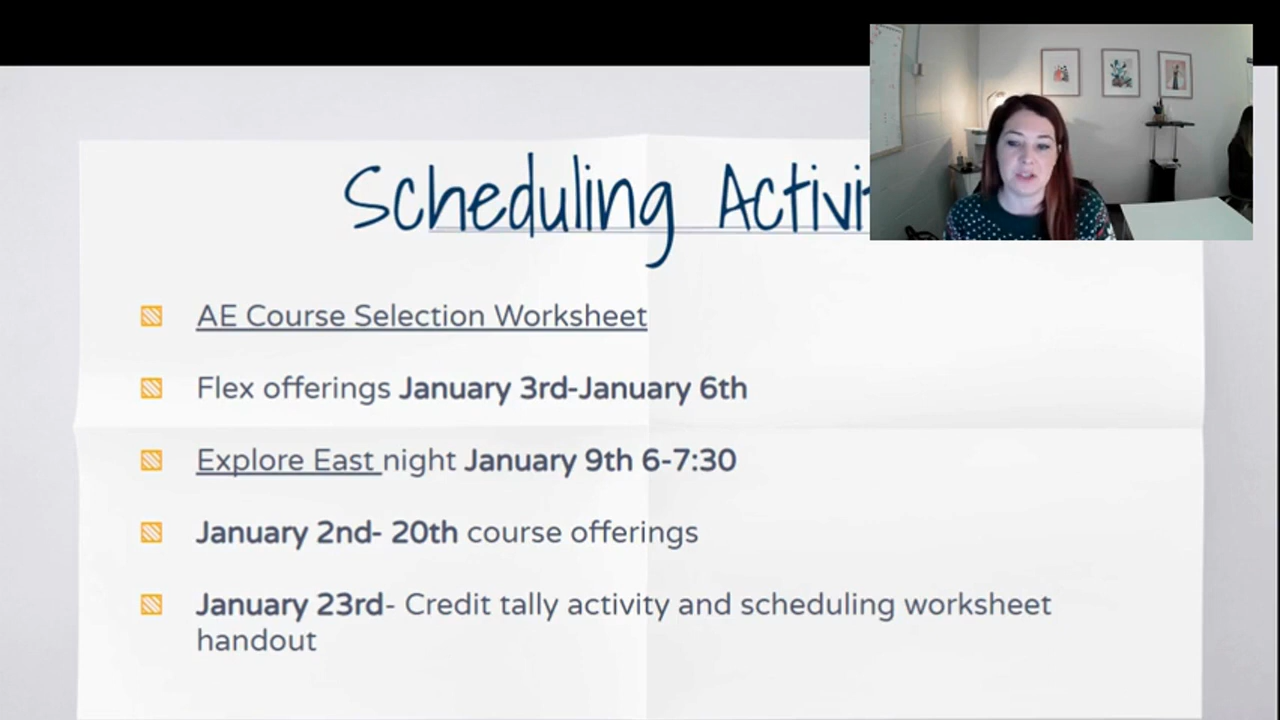 Scheduling Activi
AE Course Selection Worksheet
Flex offerings January 3rd-January 6th
Explore East night January 9th 6-7:30
January 2nd- 20th course offerings
January 23rd- Credit tally activity and scheduling worksheet
handout